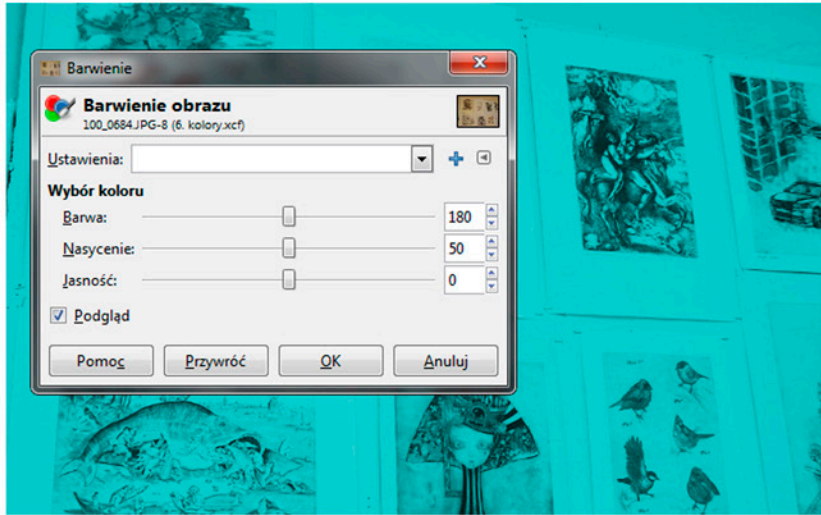 Barwienie
Barwienie obrazu
100_0684.JPG-8 (6. kolory.xcf)
Ustawienia:
Wybór koloru
Barwa: 180
Nasycenie: 50
Jasność: 0
Podgląd
Pomoc Przywróć OK Anuluj